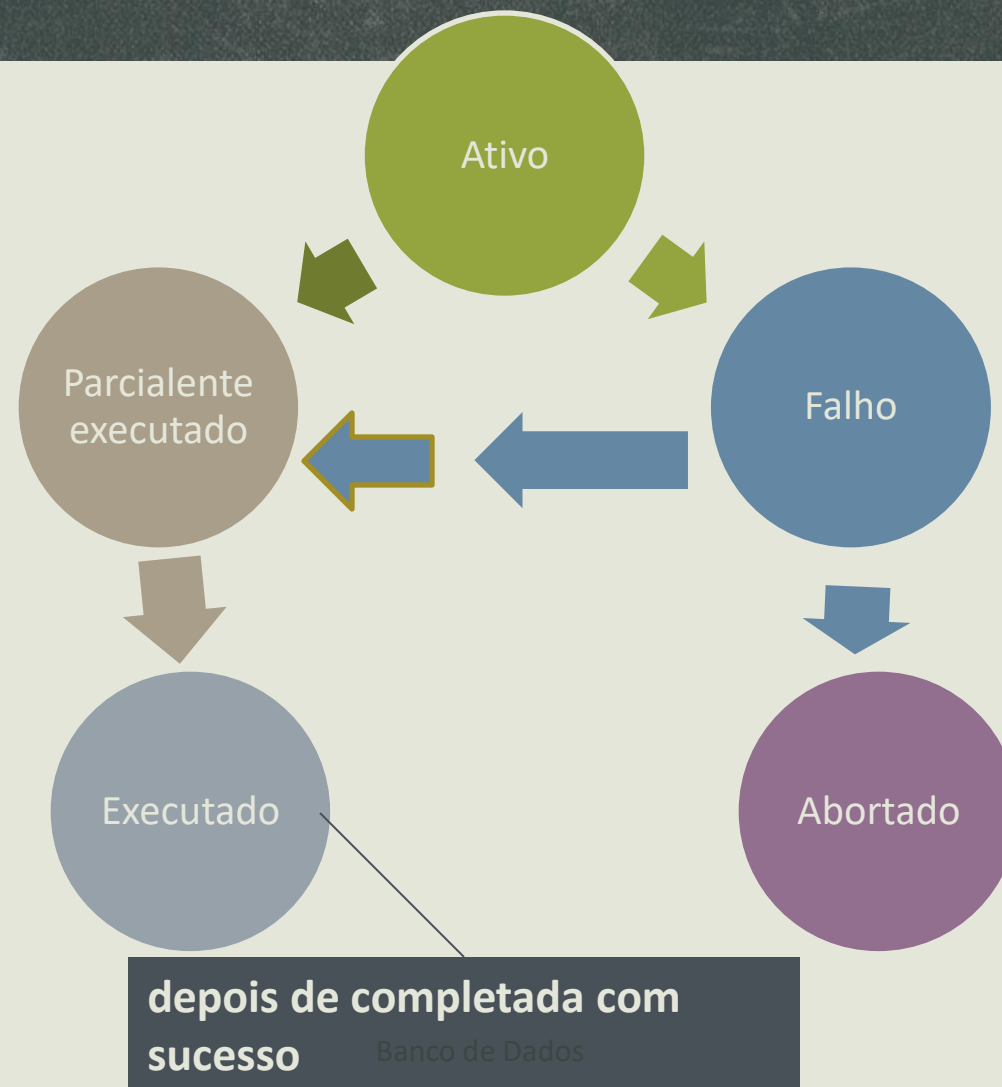 Ativo
Parcialente
executado
Falho
Executado
Abortado
depois de completada com
sucesso
Banco de Dados